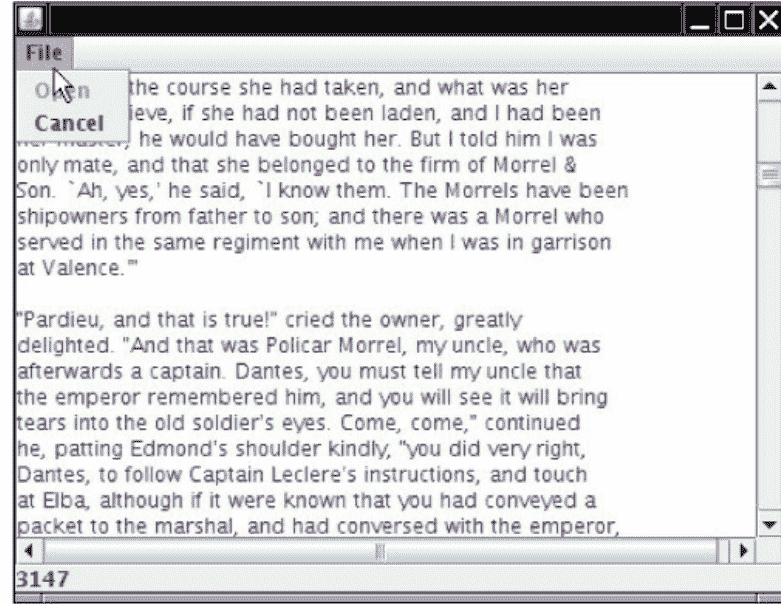 File
Open
Cancel
the course she had taken, and what was her
ieve, if she had not been laden, and I had been
her master, he would have bought her. But I told him I was
only mate, and that she belonged to the firm of Morrel &
Son. `Ah, yes,' he said, `I know them. The Morrels have been
shipowners from father to son; and there was a Morrel who
served in the same regiment with me when I was in garrison
at Valence.'"
"Pardieu, and that is true!" cried the owner, greatly
delighted. "And that was Policar Morrel, my uncle, who was
afterwards a captain. Dantes, you must tell my uncle that
the emperor remembered him, and you will see it will bring
tears into the old soldier's eyes. Come, come," continued
he, patting Edmond's shoulder kindly, "you did very right,
Dantes, to follow Captain Leclere's instructions, and touch
at Elba, although if it were known that you had conveyed a
packet to the marshal, and had conversed with the emperor,
3147